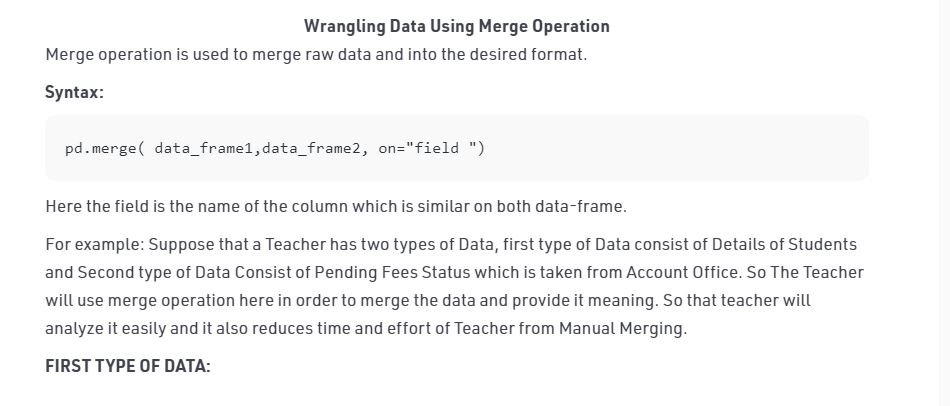 Wrangling Data Using Merge Operation
Merge operation is used to merge raw data and into the desired format.
Syntax:
pd.merge( data_frame1,data_frame2, on="field ")
Here the field is the name of the column which is similar on both data-frame.
For example: Suppose that a Teacher has two types of Data, first type of Data consist of Details of Students
and Second type of Data Consist of Pending Fees Status which is taken from Account Office. So The Teacher
will use merge operation here in order to merge the data and provide it meaning. So that teacher will
analyze it easily and it also reduces time and effort of Teacher from Manual Merging.
FIRST TYPE OF DATA: